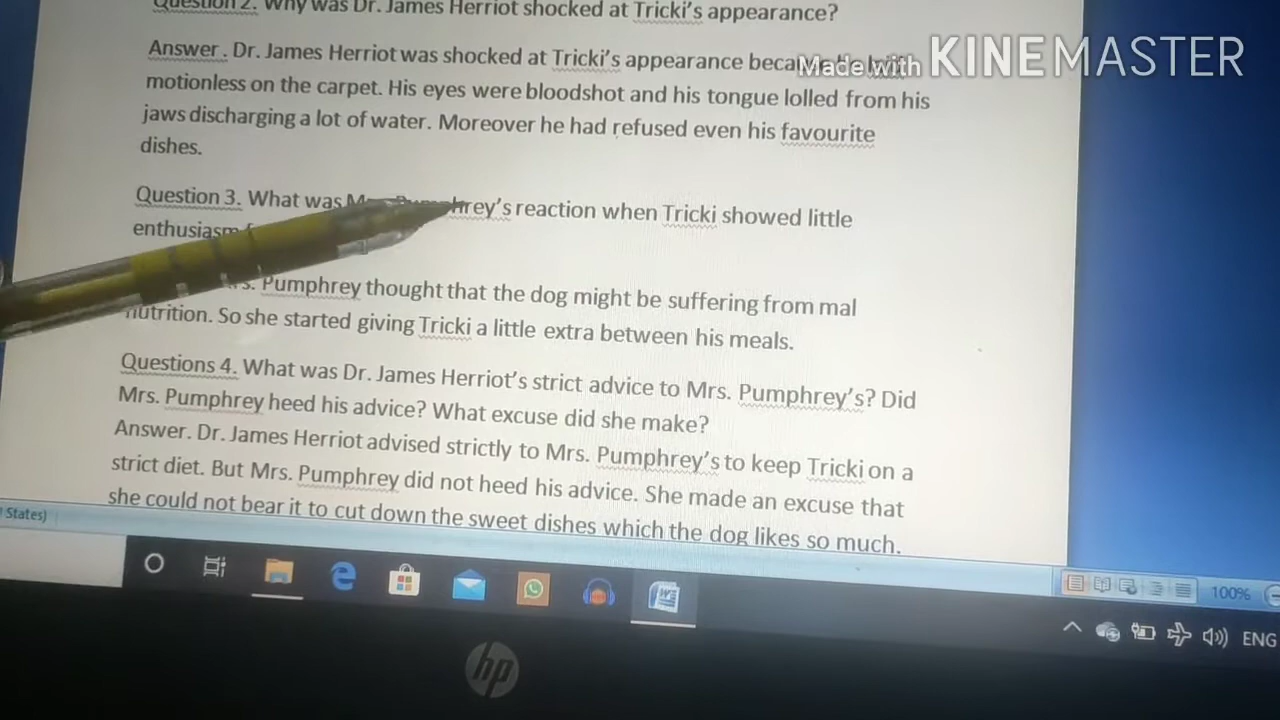 Question 2. Why was Dr. James Herriot shocked at Tricki's appearance?
Made with KINEMASTER
Answer. Dr. James Herriot was shocked at Tricki's appearance
motionless on the carpet. His eyes were bloodshot and his tongue lolled from his
jaws discharging a lot of water. Moreover he had refused even his favourite
dishes.
Question 3. What was Pumphrey's reaction when Tricki showed little
enthusiasm
Pumphrey thought that the dog might be suffering from mal
nutrition. So she started giving Tricki a little extra between his meals.
Questions 4. What was Dr. James Herriot's strict advice to Mrs. Pumphrey's? Did
Mrs. Pumphrey heed his advice? What excuse did she make?
Answer. Dr. James Herriot advised strictly to Mrs. Pumphrey's to keep Tricki on a
strict diet. But Mrs. Pumphrey did not heed his advice. She made an excuse that
she could not bear it to cut down the sweet dishes which the dog likes so much.
States)
100%
ENG
hp